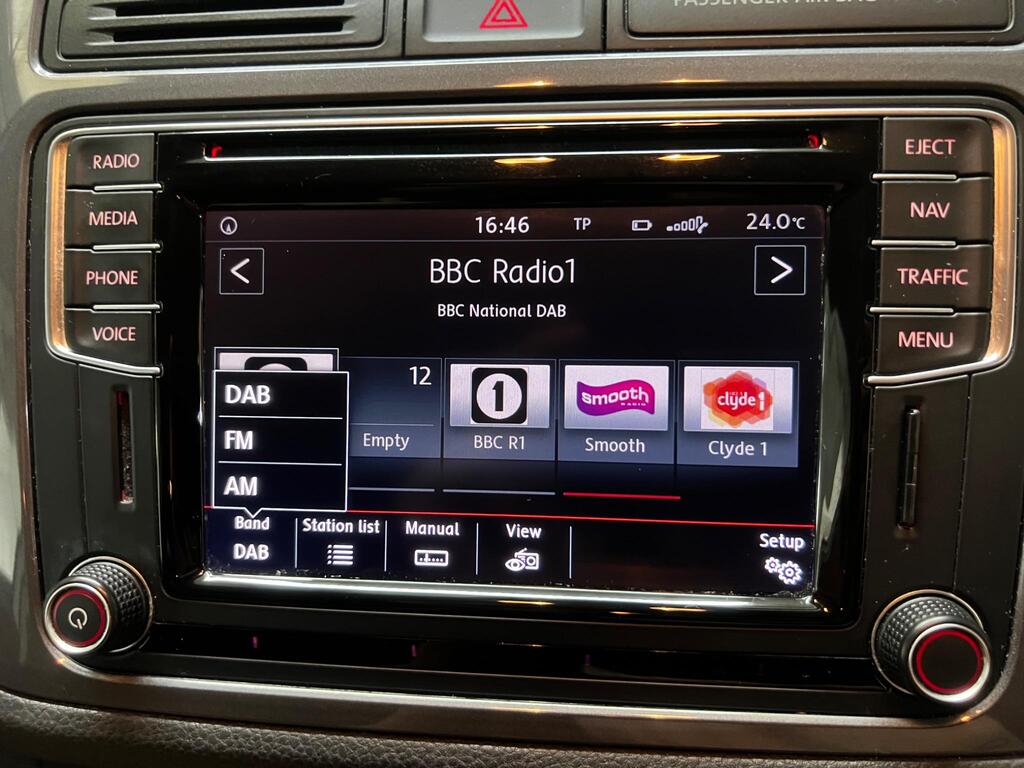 PASSENGER AIR BAG
RADIO
MEDIA
PHONE
VOICE
EJECT
NAV
TRAFFIC
MENU
16:46 TP 24.0°C
< BBC Radio1 >
BBC National DAB
12
Empty
1
BBC R1
smooth
RADIO
Smooth
clyde 1
Clyde 1
DAB
FM
AM
Band
DAB
Station list
Manual
View
Setup